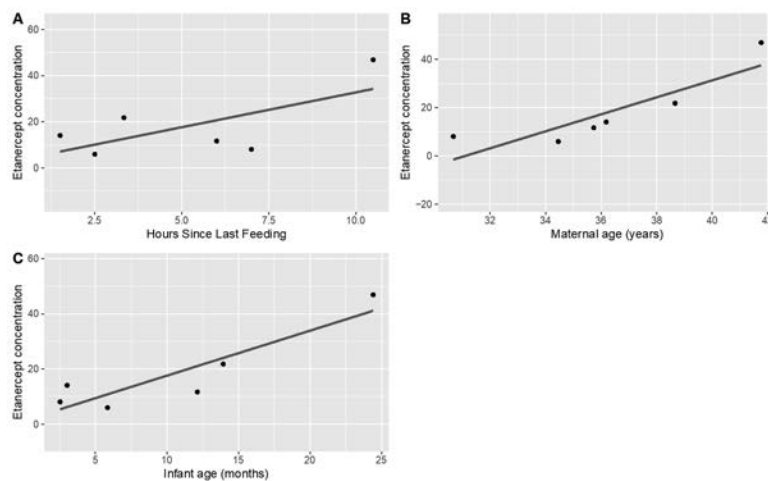 A
Etanercept concentration
60
40
20
0
2.5
5.0
7.5
10.0
Hours Since Last Feeding
B
Etanercept concentration
40
20
0
−20
32
34
36
38
40
Maternal age (years)
C
Etanercept concentration
60
40
20
0
5
10
15
20
25
Infant age (months)